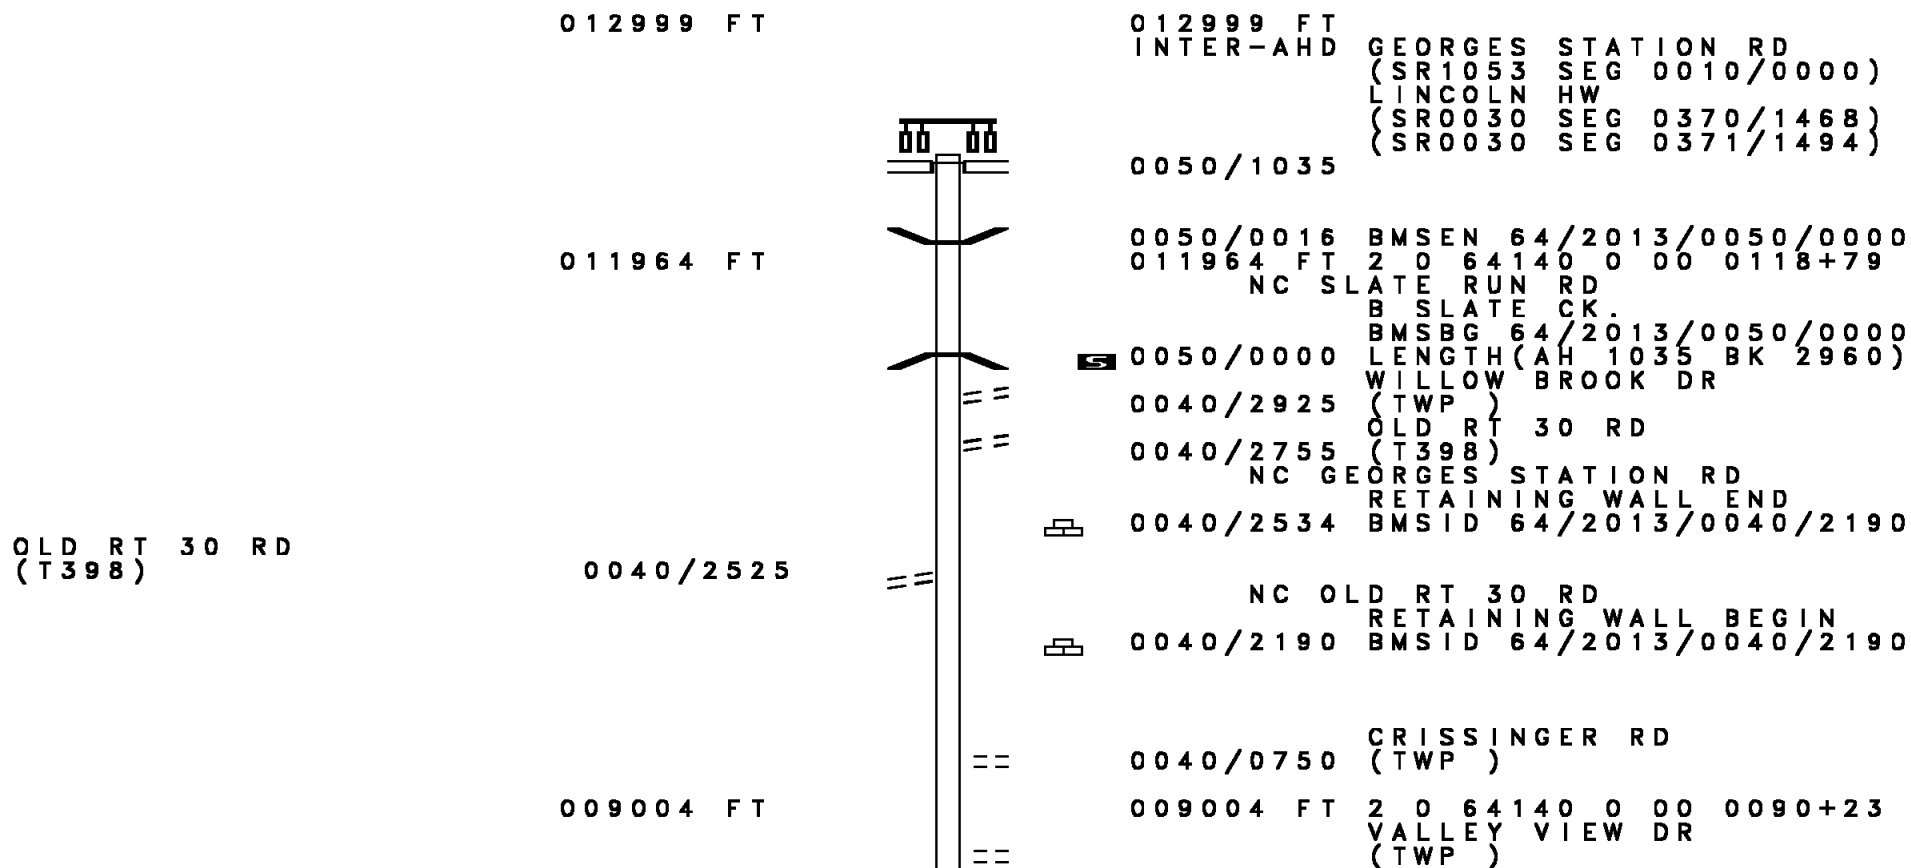 012999 FT 012999 FT
INTER-AHD GEORGES STATION RD
(SR1053 SEG 0010/0000)
LINCOLN HW
(SR0030 SEG 0370/1468)
(SR0030 SEG 0371/1494)
0050/1035
0050/0016 BMSEN 64/2013/0050/0000
011964 FT 011964 FT 2 0 64140 0 00 0118+79
NC SLATE RUN RD
B SLATE CK.
BMSBG 64/2013/0050/0000
S 0050/0000 LENGTH(AH 1035 BK 2960)
WILLOW BROOK DR
0040/2925 (TWP )
OLD RT 30 RD
0040/2755 (T398)
NC GEORGES STATION RD
RETAINING WALL END
0040/2534 BMSID 64/2013/0040/2190
OLD RT 30 RD
(T398) 0040/2525
NC OLD RT 30 RD
RETAINING WALL BEGIN
0040/2190 BMSID 64/2013/0040/2190
CRISSINGER RD
0040/0750 (TWP )
009004 FT 009004 FT 2 0 64140 0 00 0090+23
VALLEY VIEW DR
(TWP )